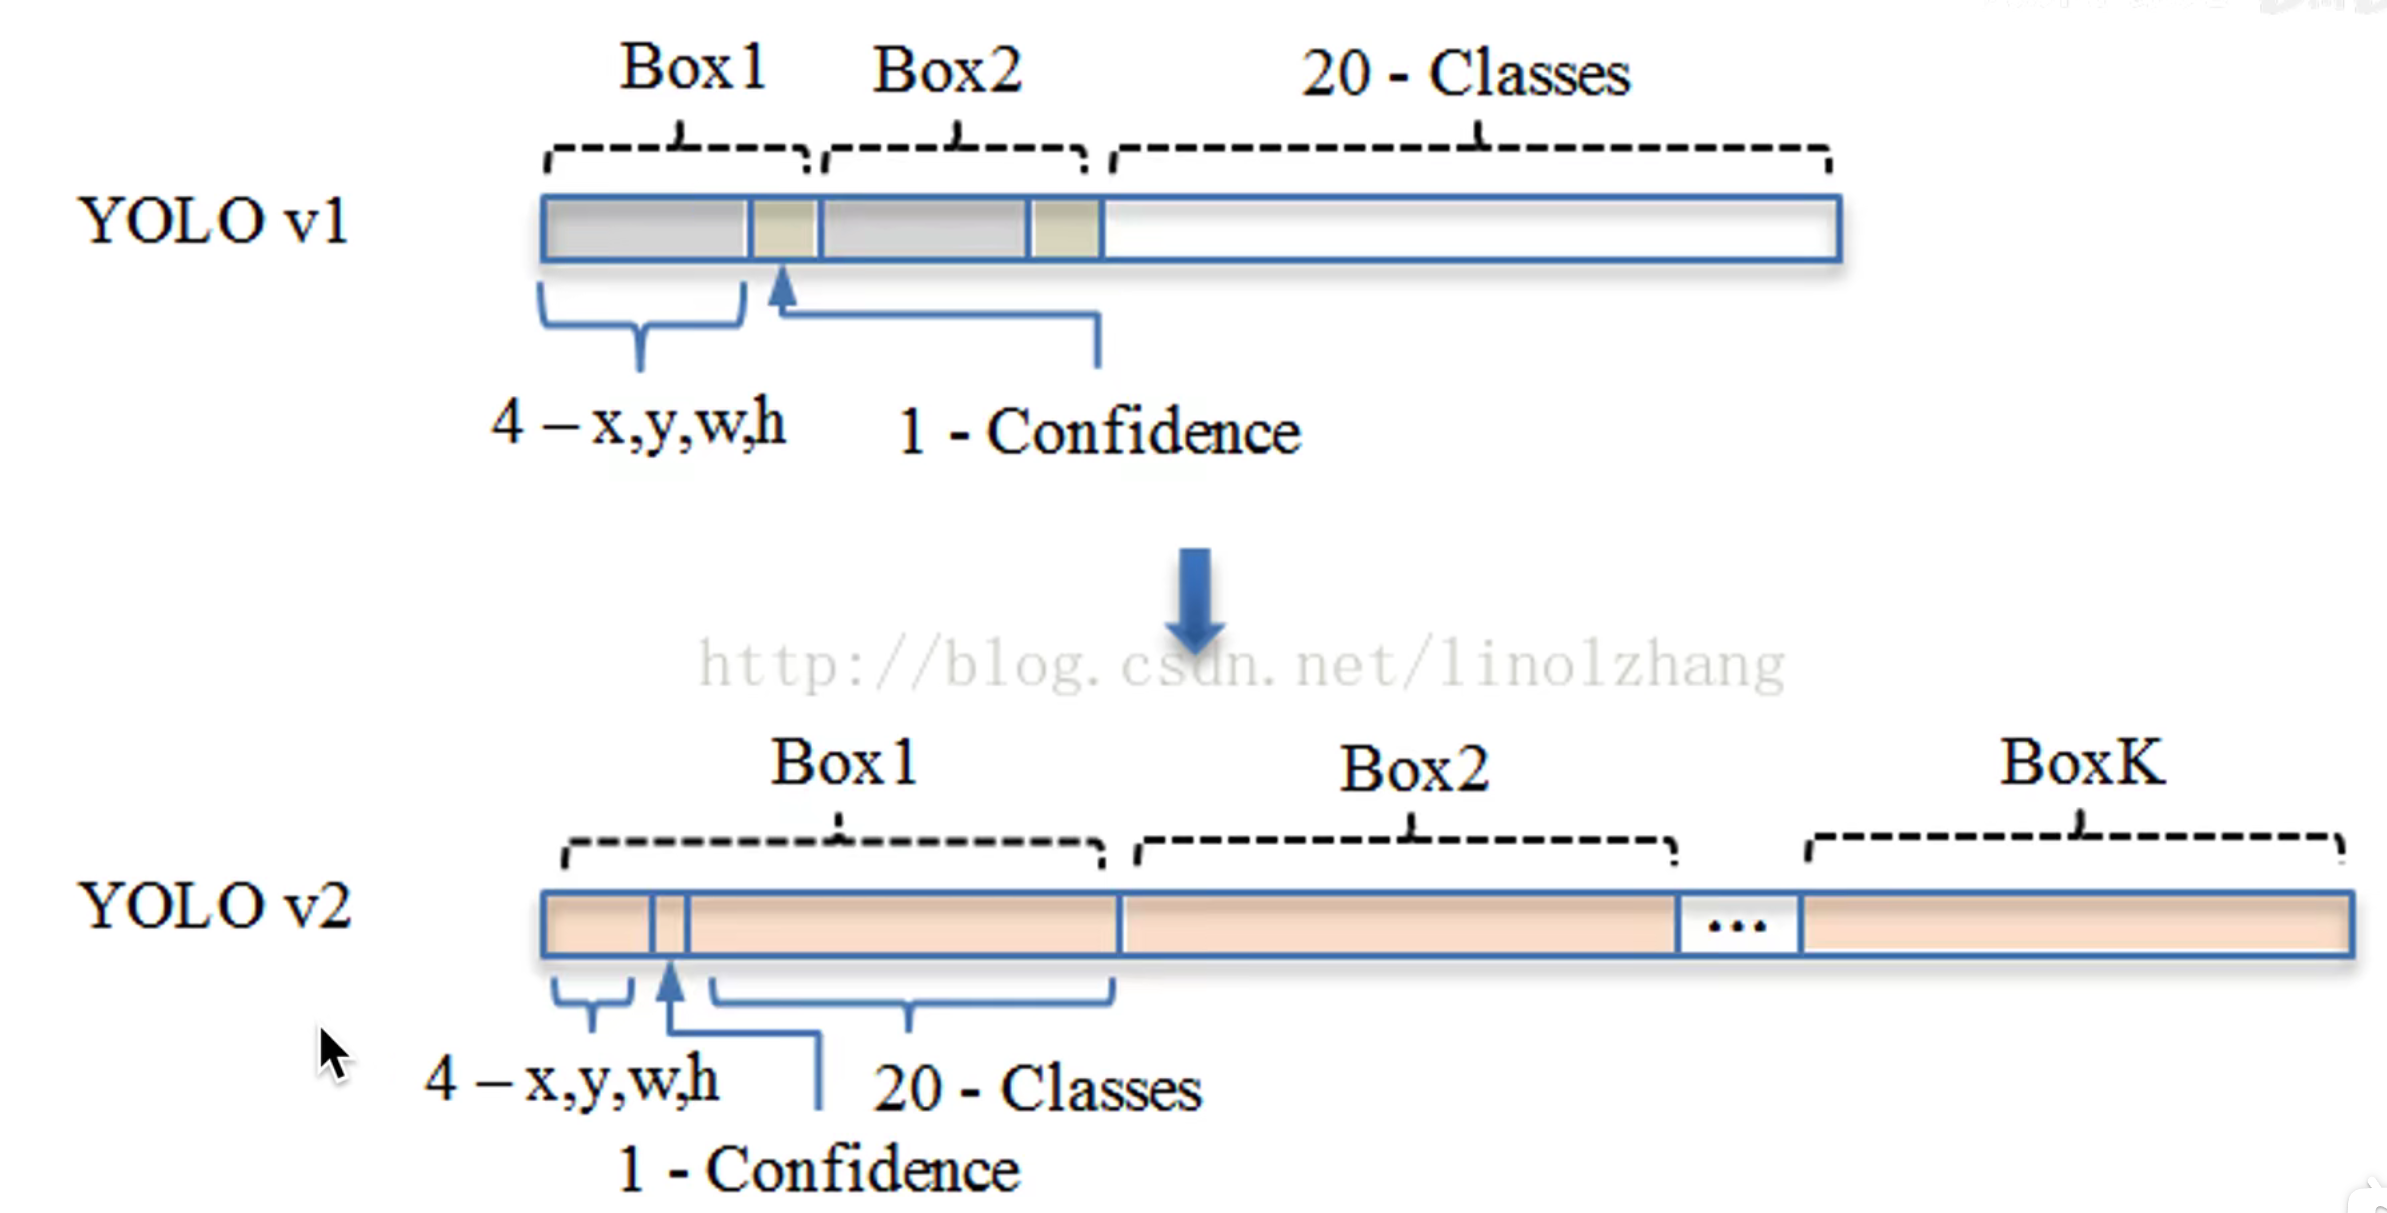 Box1 Box2 20 - Classes
YOLO v1
4 – x,y,w,h 1 - Confidence
http://blog.csdn.net/linolzhang
Box1 Box2 BoxK
YOLO v2 ...
4 – x,y,w,h 20 - Classes
1 - Confidence